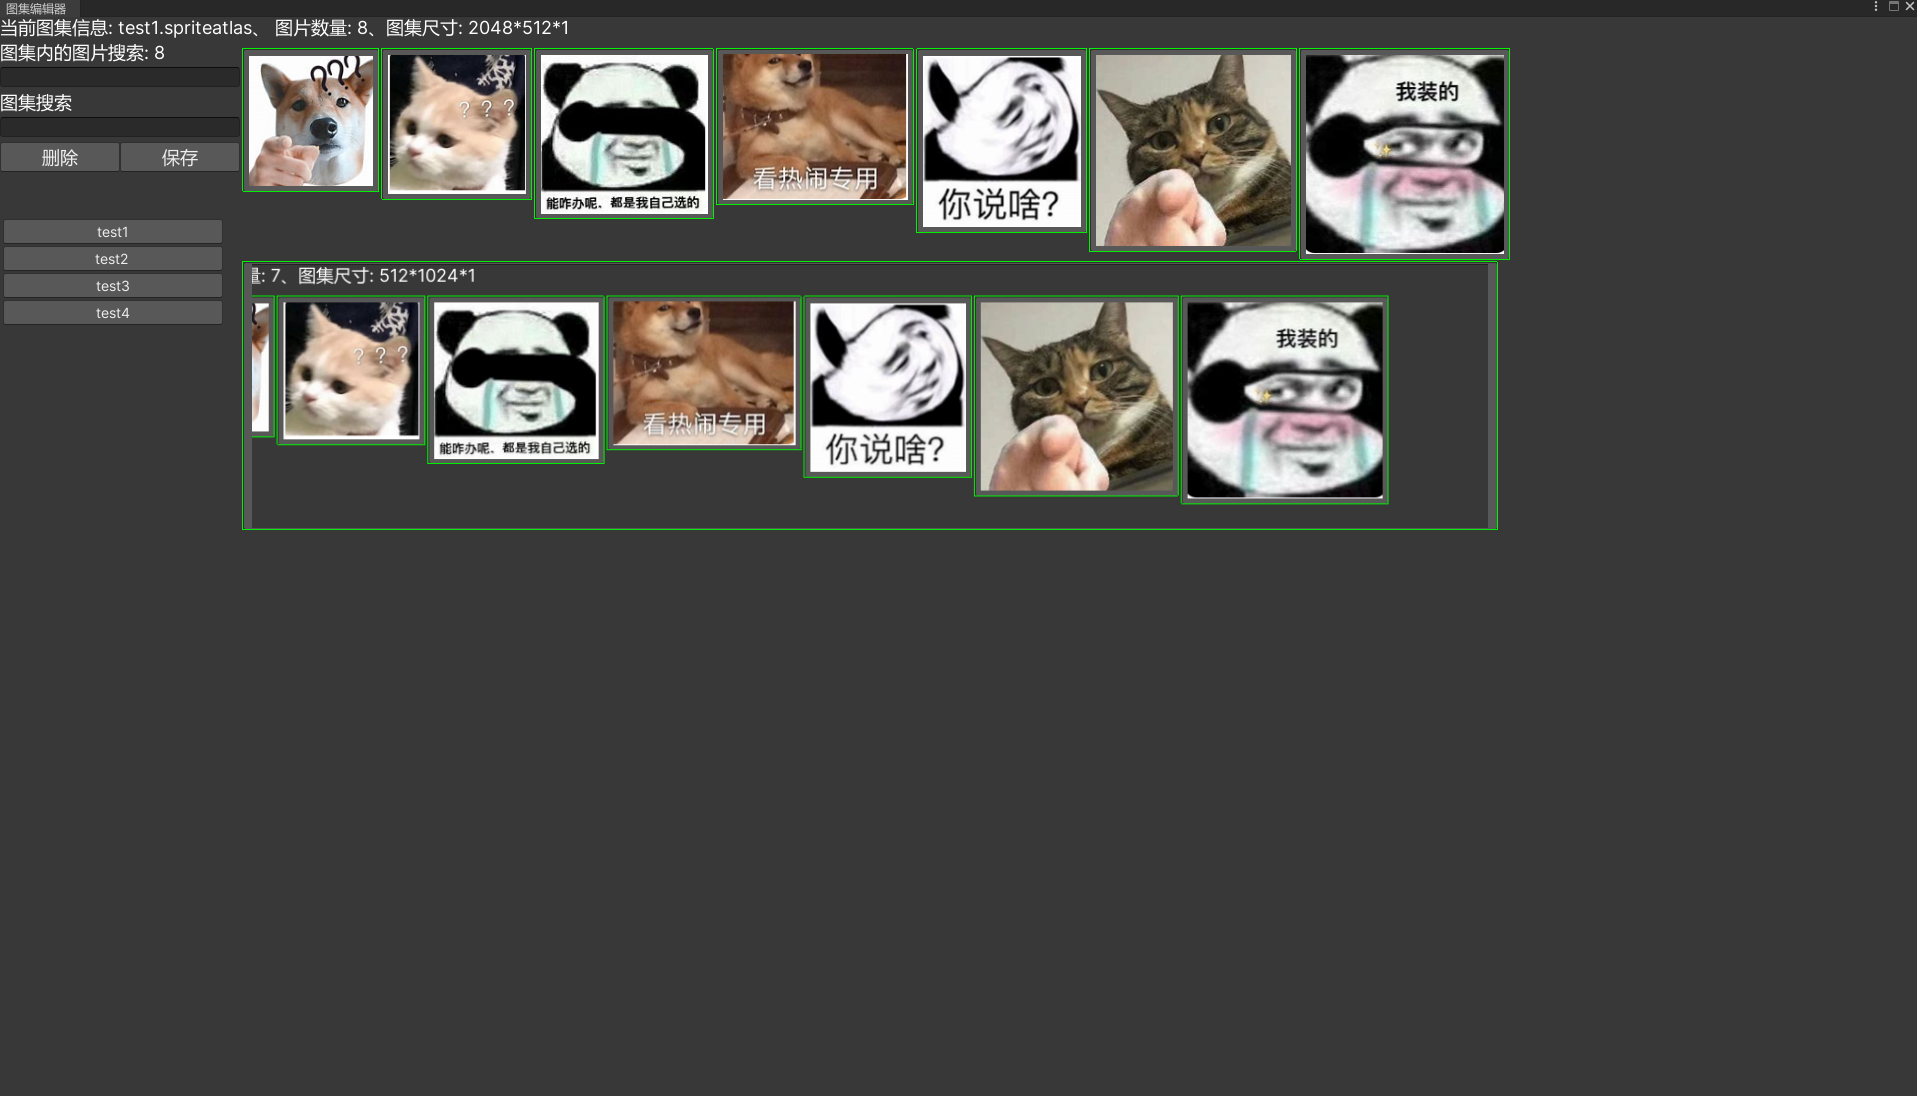 图集编辑器
当前图集信息: test1.spriteatlas、 图片数量: 8、图集尺寸: 2048*512*1
图集内的图片搜索: 8
图集搜索
删除
保存
test1
test2
test3
test4
???
? ? ?
能咋办呢、都是我自己选的
看热闹专用
你说啥?
我装的
量: 7、图集尺寸: 512*1024*1
? ? ?
能咋办呢、都是我自己选的
看热闹专用
你说啥?
我装的